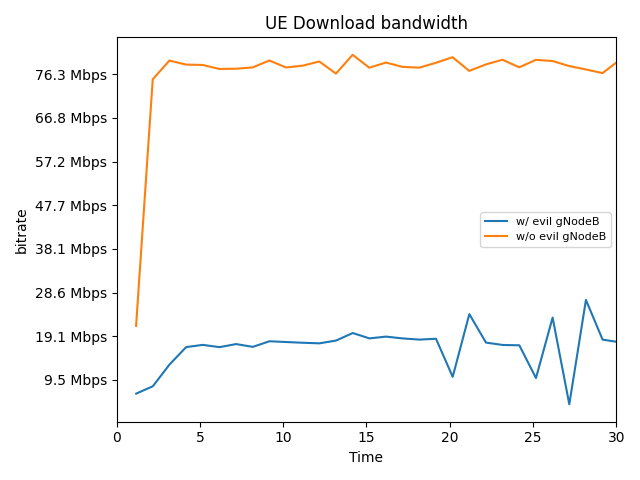 UE Download bandwidth
bitrate
76.3 Mbps
66.8 Mbps
57.2 Mbps
47.7 Mbps
38.1 Mbps
28.6 Mbps
19.1 Mbps
9.5 Mbps
w/ evil gNodeB
w/o evil gNodeB
0 5 10 15 20 25 30
Time